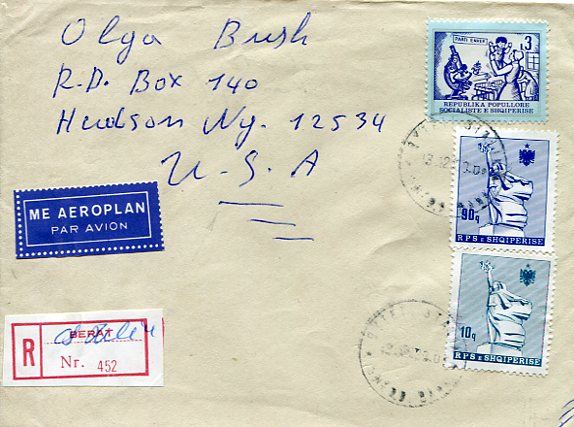 Olga Bush
R.D. Box 140
Hudson Ny. 12534
U.S.A
ME AEROPLAN
PAR AVION
R
BERAT
Nr. 452
3
REPUBLIKA POPULLORE
SOCIALISTE E SHQIPERISE
90q
RPS E SHQIPERISE
10q
RPS E SHQIPERISE